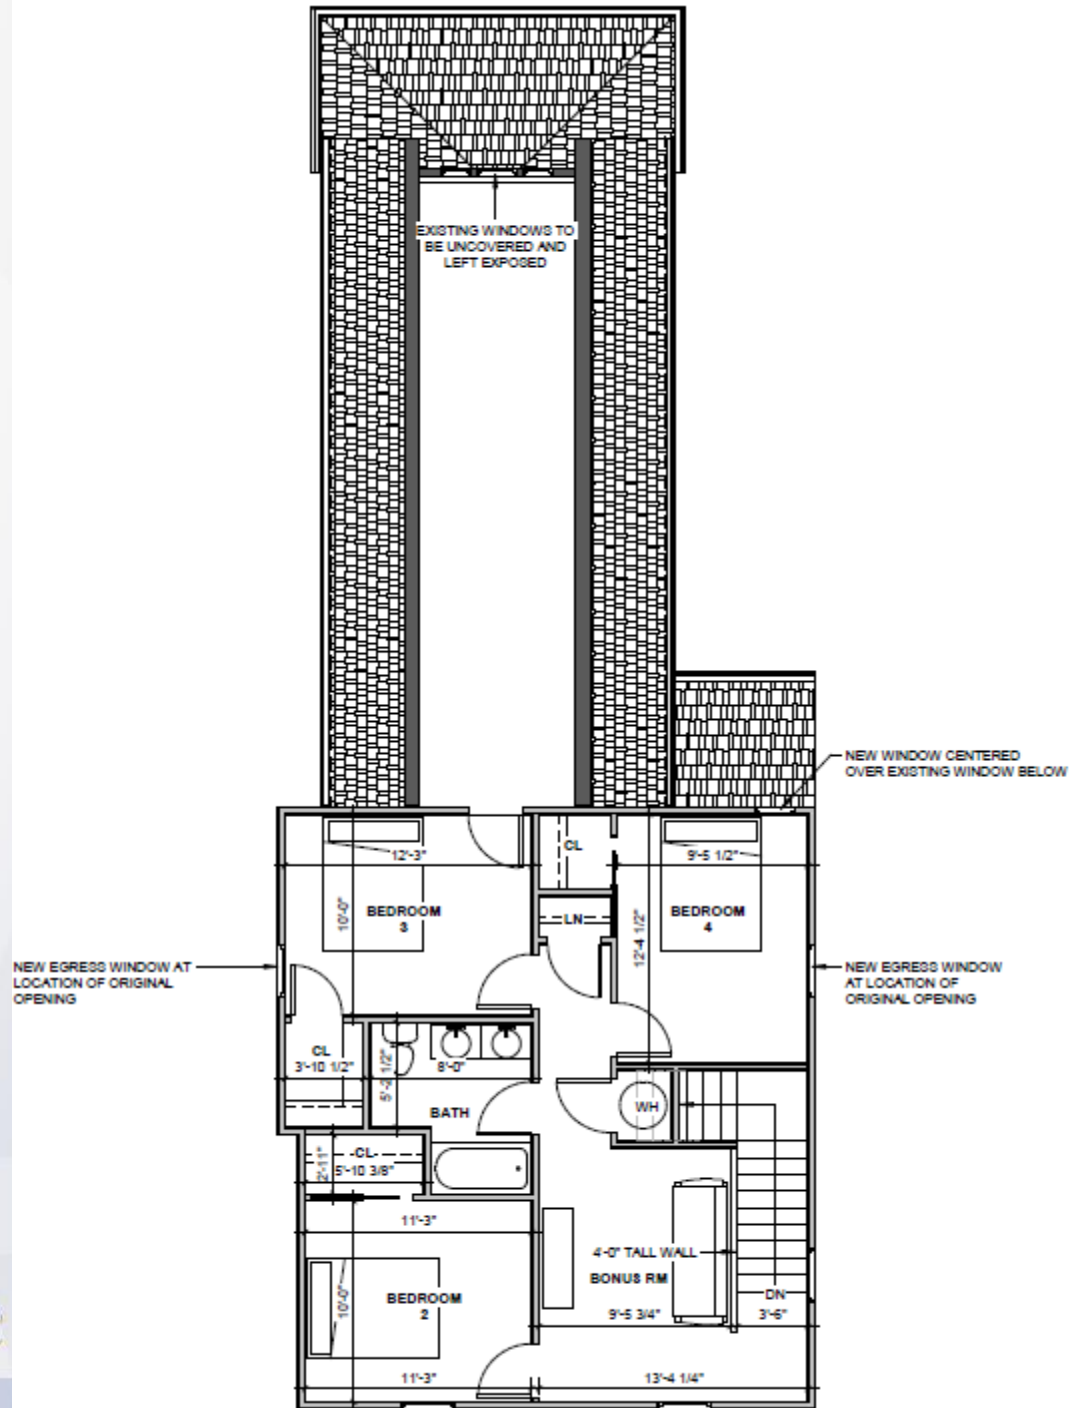 EXISTING WINDOWS TO
BE UNCOVERED AND
LEFT EXPOSED
NEW WINDOW CENTERED
OVER EXISTING WINDOW BELOW
12'-3"
CL
9'-5 1/2"
10'-0"
BEDROOM
3
LN
12'-4 1/2"
BEDROOM
4
NEW EGRESS WINDOW AT
LOCATION OF ORIGINAL
OPENING
NEW EGRESS WINDOW
AT LOCATION OF
ORIGINAL OPENING
CL
3'-10 1/2"
5'-2 1/2"
8'-0"
BATH
WH
2'-11"
CL
5'-10 3/8"
11'-3"
4'-0" TALL WALL
BONUS RM
10'-0"
BEDROOM
2
9'-5 3/4"
DN
3'-6"
11'-3"
13'-4 1/4"